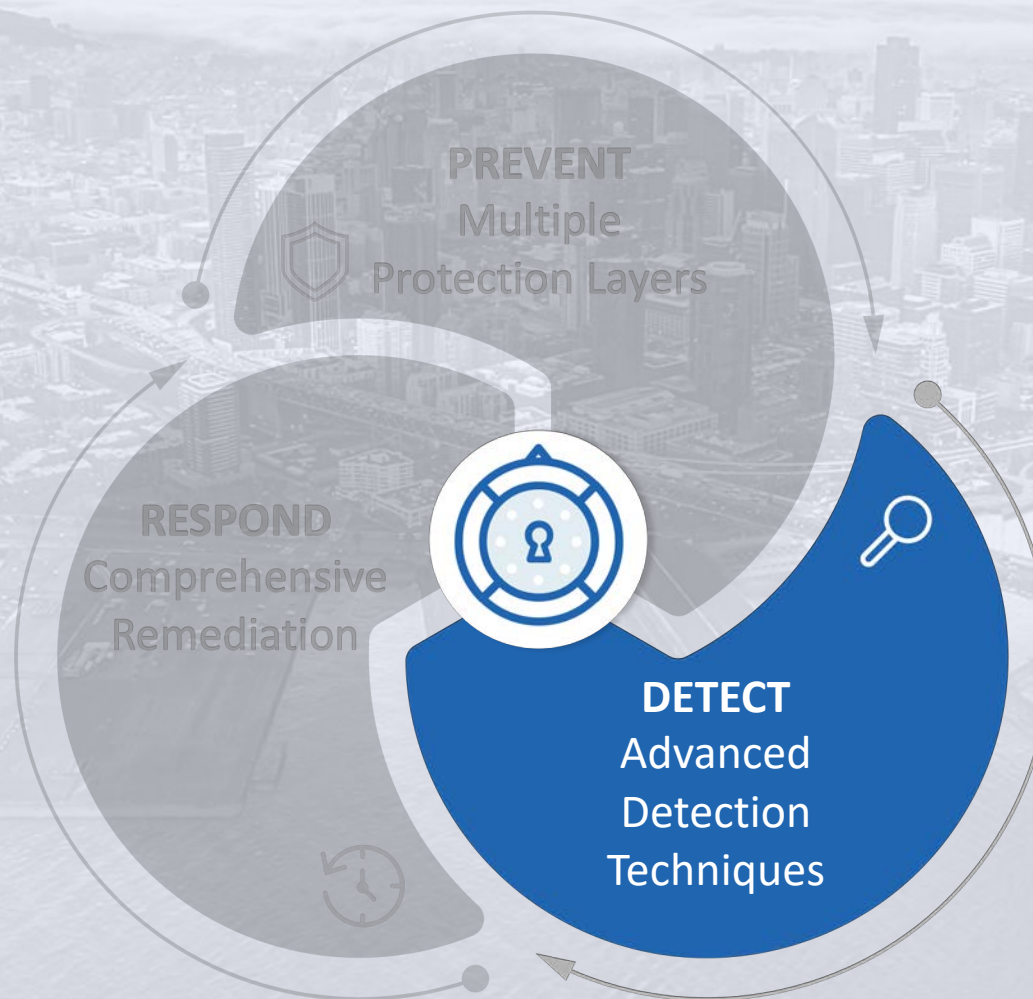 PREVENT
Multiple
Protection Layers
RESPOND
Comprehensive
Remediation
DETECT
Advanced
Detection
Techniques